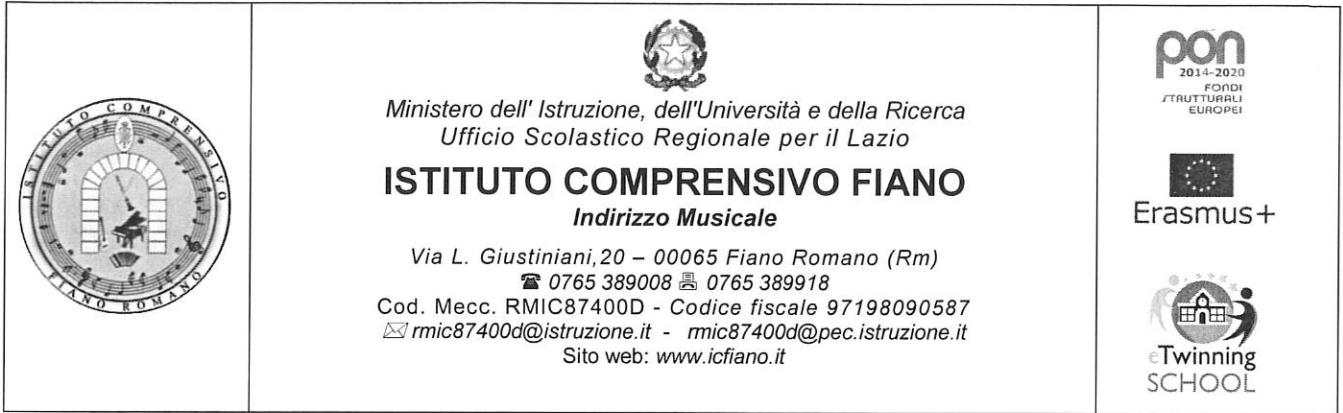 ISTITUTO COMPRENSIVO
FIANO ROMANO
Ministero dell' Istruzione, dell'Università e della Ricerca
Ufficio Scolastico Regionale per il Lazio
ISTITUTO COMPRENSIVO FIANO
Indirizzo Musicale
Via L. Giustiniani,20 – 00065 Fiano Romano (Rm)
☎ 0765 389008 🖷 0765 389918
Cod. Mecc. RMIC87400D - Codice fiscale 97198090587
✉ rmic87400d@istruzione.it - rmic87400d@pec.istruzione.it
Sito web: www.icfiano.it
pon
2014-2020
FONDI
STRUTTURALI
EUROPEI
Erasmus+
eTwinning
SCHOOL